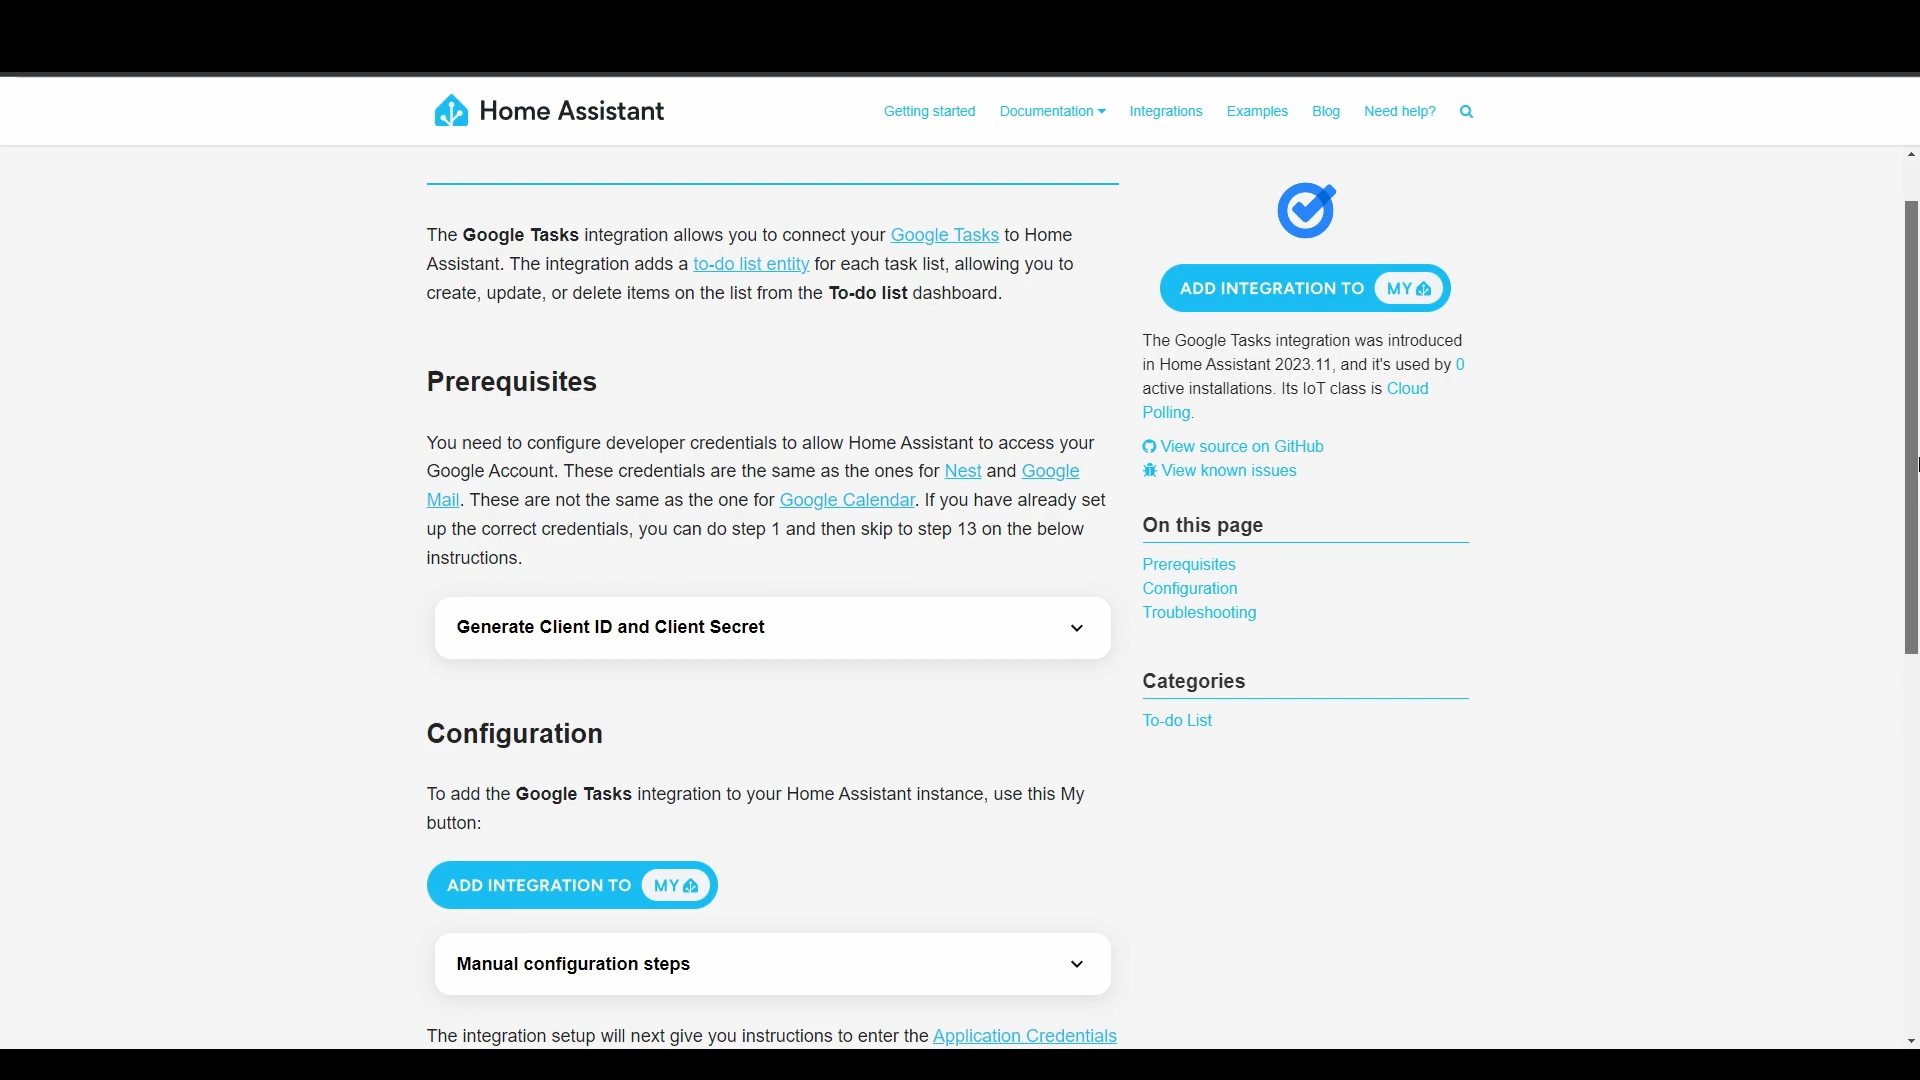 Home Assistant
Getting started Documentation Integrations Examples Blog Need help?
The Google Tasks integration allows you to connect your Google Tasks to Home
Assistant. The integration adds a to-do list entity for each task list, allowing you to
create, update, or delete items on the list from the To-do list dashboard.
Prerequisites
You need to configure developer credentials to allow Home Assistant to access your
Google Account. These credentials are the same as the ones for Nest and Google
Mail. These are not the same as the one for Google Calendar. If you have already set
up the correct credentials, you can do step 1 and then skip to step 13 on the below
instructions.
Generate Client ID and Client Secret
Configuration
To add the Google Tasks integration to your Home Assistant instance, use this My
button:
ADD INTEGRATION TO MY
Manual configuration steps
The integration setup will next give you instructions to enter the Application Credentials
ADD INTEGRATION TO MY
The Google Tasks integration was introduced
in Home Assistant 2023.11, and it's used by 0
active installations. Its IoT class is Cloud
Polling.
View source on GitHub
View known issues
On this page
Prerequisites
Configuration
Troubleshooting
Categories
To-do List